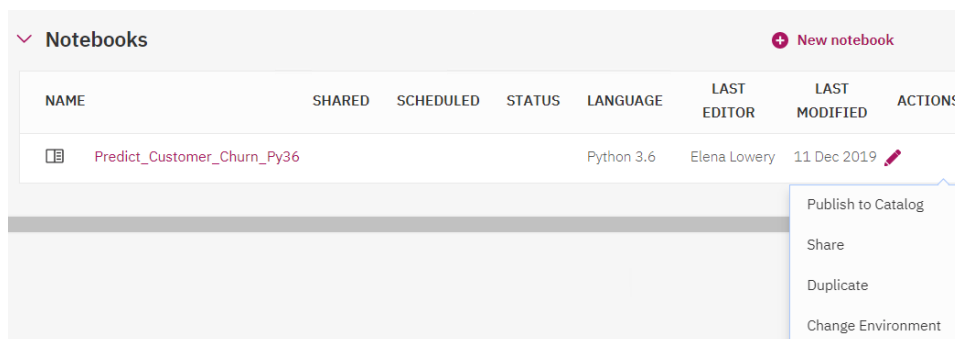 Notebooks
New notebook
NAME SHARED SCHEDULED STATUS LANGUAGE LAST EDITOR LAST MODIFIED ACTIONS
Predict_Customer_Churn_Py36 Python 3.6 Elena Lowery 11 Dec 2019
Publish to Catalog
Share
Duplicate
Change Environment